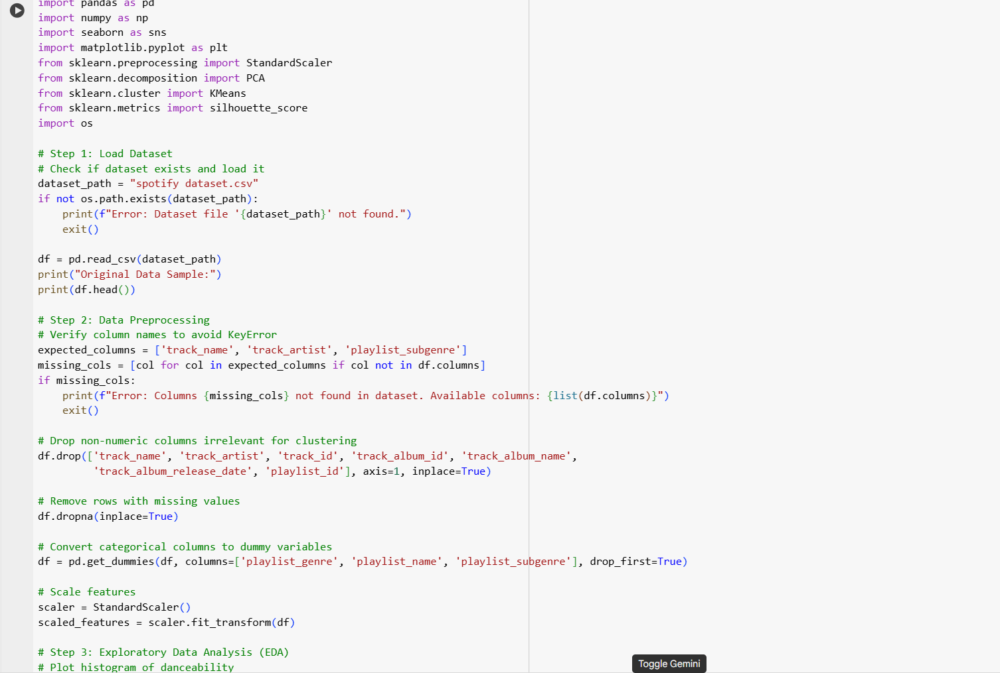 import pandas as pd
import numpy as np
import seaborn as sns
import matplotlib.pyplot as plt
from sklearn.preprocessing import StandardScaler
from sklearn.decomposition import PCA
from sklearn.cluster import KMeans
from sklearn.metrics import silhouette_score
import os

# Step 1: Load Dataset
# Check if dataset exists and load it
dataset_path = "spotify dataset.csv"
if not os.path.exists(dataset_path):
    print(f"Error: Dataset file '{dataset_path}' not found.")
    exit()

df = pd.read_csv(dataset_path)
print("Original Data Sample:")
print(df.head())

# Step 2: Data Preprocessing
# Verify column names to avoid KeyError
expected_columns = ['track_name', 'track_artist', 'playlist_subgenre']
missing_cols = [col for col in expected_columns if col not in df.columns]
if missing_cols:
    print(f"Error: Columns {missing_cols} not found in dataset. Available columns: {list(df.columns)}")
    exit()

# Drop non-numeric columns irrelevant for clustering
df.drop(['track_name', 'track_artist', 'track_id', 'track_album_id', 'track_album_name',
         'track_album_release_date', 'playlist_id'], axis=1, inplace=True)

# Remove rows with missing values
df.dropna(inplace=True)

# Convert categorical columns to dummy variables
df = pd.get_dummies(df, columns=['playlist_genre', 'playlist_name', 'playlist_subgenre'], drop_first=True)

# Scale features
scaler = StandardScaler()
scaled_features = scaler.fit_transform(df)

# Step 3: Exploratory Data Analysis (EDA)
# Plot histogram of danceability
Toggle Gemini